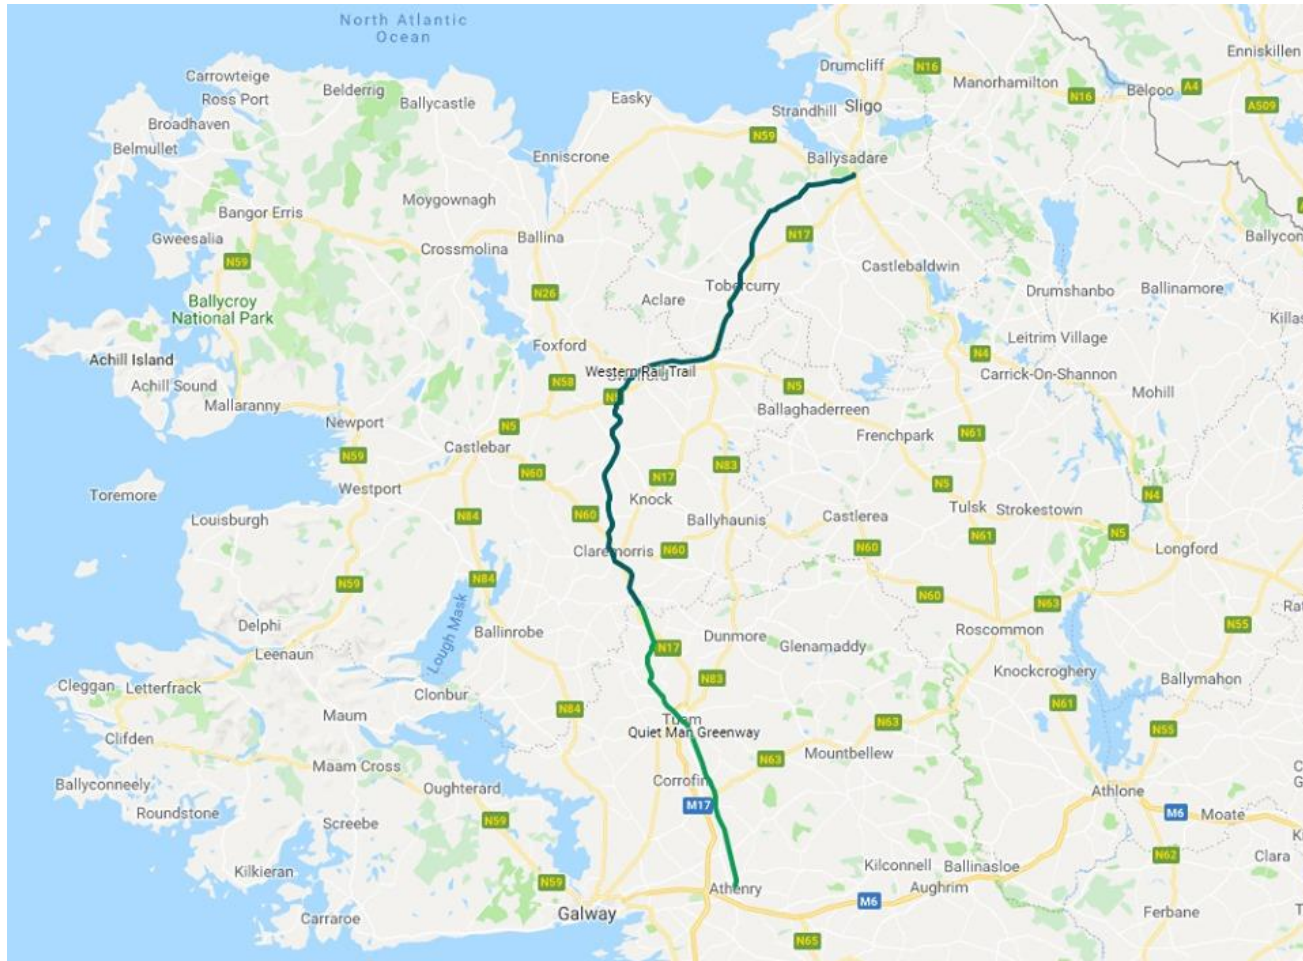 North Atlantic
Ocean
Enniskillen
Drumcliff
N16
Manorhamilton
Carrowteige
Belderrig
Ross Port
Ballycastle
Easky
N16
Belcoo
A4
A509
Strandhill
Sligo
Broadhaven
Belmullet
N59
Enniscrone
Ballysadare
Moygownagh
Bangor Erris
Gweesalia
Crossmolina
Ballina
N17
N59
Castlebaldwin
Tobercurry
Drumshanbo
Ballinamore
N26
Aclare
Ballycroy
National Park
Leitrim Village
Foxford
Achill Island
N4
Western Rail Trail
Carrick-On-Shannon
Achill Sound
N58
N5
Mohill
Mallaranny
Ballaghaderreen
Newport
N5
Frenchpark
N61
Castlebar
N59
N60
N17
N83
Westport
N5
N4
Toremore
Knock
Tulsk
Strokestown
Louisburgh
N84
N60
Ballyhaunis
Castlerea
N61
N5
Claremorris
N60
N60
Longford
N59
N84
N60
N63
Delphi
Lough Mask
Ballinrobe
Dunmore
Glenamaddy
Roscommon
N55
Leenaun
N17
Knockcroghery
Cleggan
Letterfrack
Clonbur
N83
Ballymahon
Maum
N84
Tuam
N63
N61
Clifden
Quiet Man Greenway
N55
Maam Cross
N63
Mountbellew
Ballyconneely
Oughterard
Corrofin
Athlone
Roundstone
Screebe
N59
M17
M6
Moate
Kilkieran
Kilconnell
Ballinasloe
N62
Clara
N59
Athenry
Aughrim
Carraroe
Galway
M6
Ferbane
N65